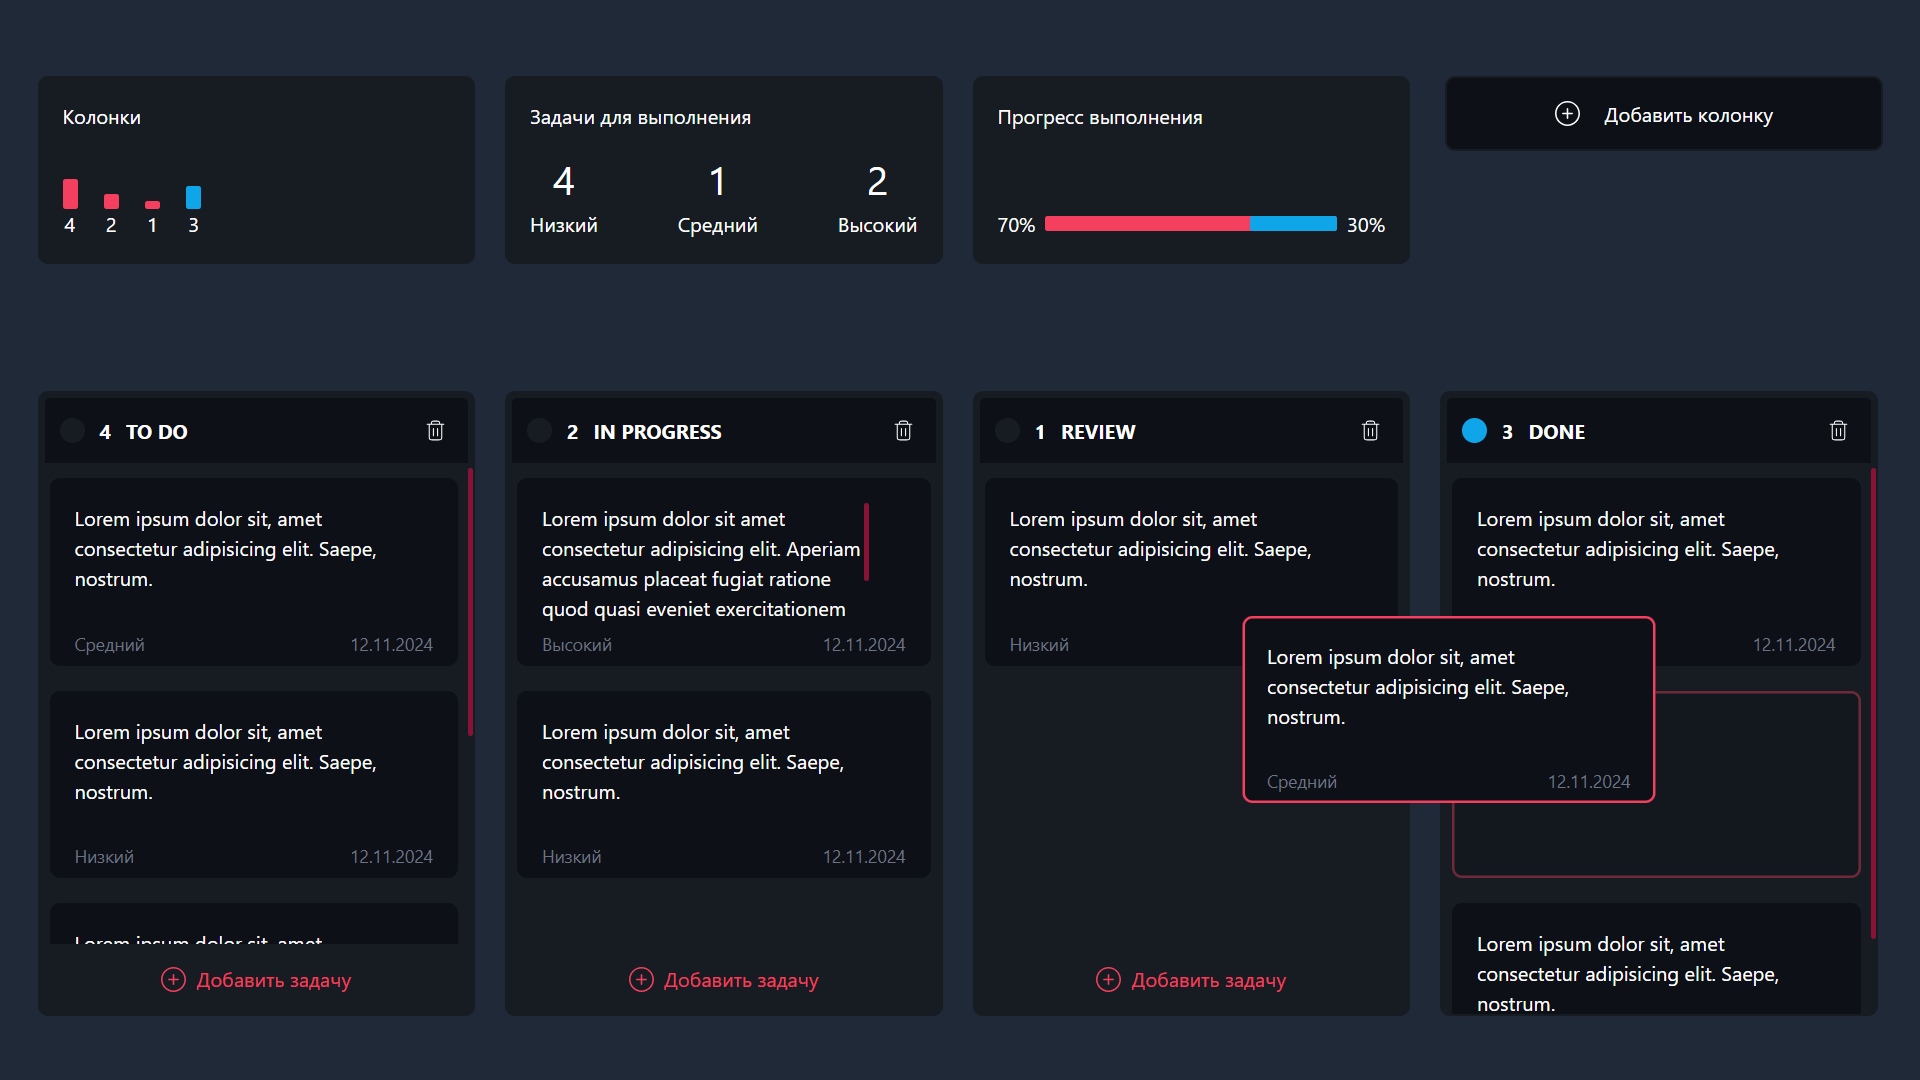 Колонки
4 2 1 3
Задачи для выполнения
4 1 2
Низкий Средний Высокий
Прогресс выполнения
70% 30%
Добавить колонку
4 TO DO
Lorem ipsum dolor sit, amet
consectetur adipisicing elit. Saepe,
nostrum.
Средний 12.11.2024
Lorem ipsum dolor sit, amet
consectetur adipisicing elit. Saepe,
nostrum.
Низкий 12.11.2024
Lorem ipsum dolor sit, amet
Добавить задачу
2 IN PROGRESS
Lorem ipsum dolor sit amet
consectetur adipisicing elit. Aperiam
accusamus placeat fugiat ratione
quod quasi eveniet exercitationem
Высокий 12.11.2024
Lorem ipsum dolor sit, amet
consectetur adipisicing elit. Saepe,
nostrum.
Низкий 12.11.2024
Добавить задачу
1 REVIEW
Lorem ipsum dolor sit, amet
consectetur adipisicing elit. Saepe,
nostrum.
Низкий
Добавить задачу
Lorem ipsum dolor sit, amet
consectetur adipisicing elit. Saepe,
nostrum.
Средний 12.11.2024
3 DONE
Lorem ipsum dolor sit, amet
consectetur adipisicing elit. Saepe,
nostrum.
12.11.2024
Lorem ipsum dolor sit, amet
consectetur adipisicing elit. Saepe,
nostrum.